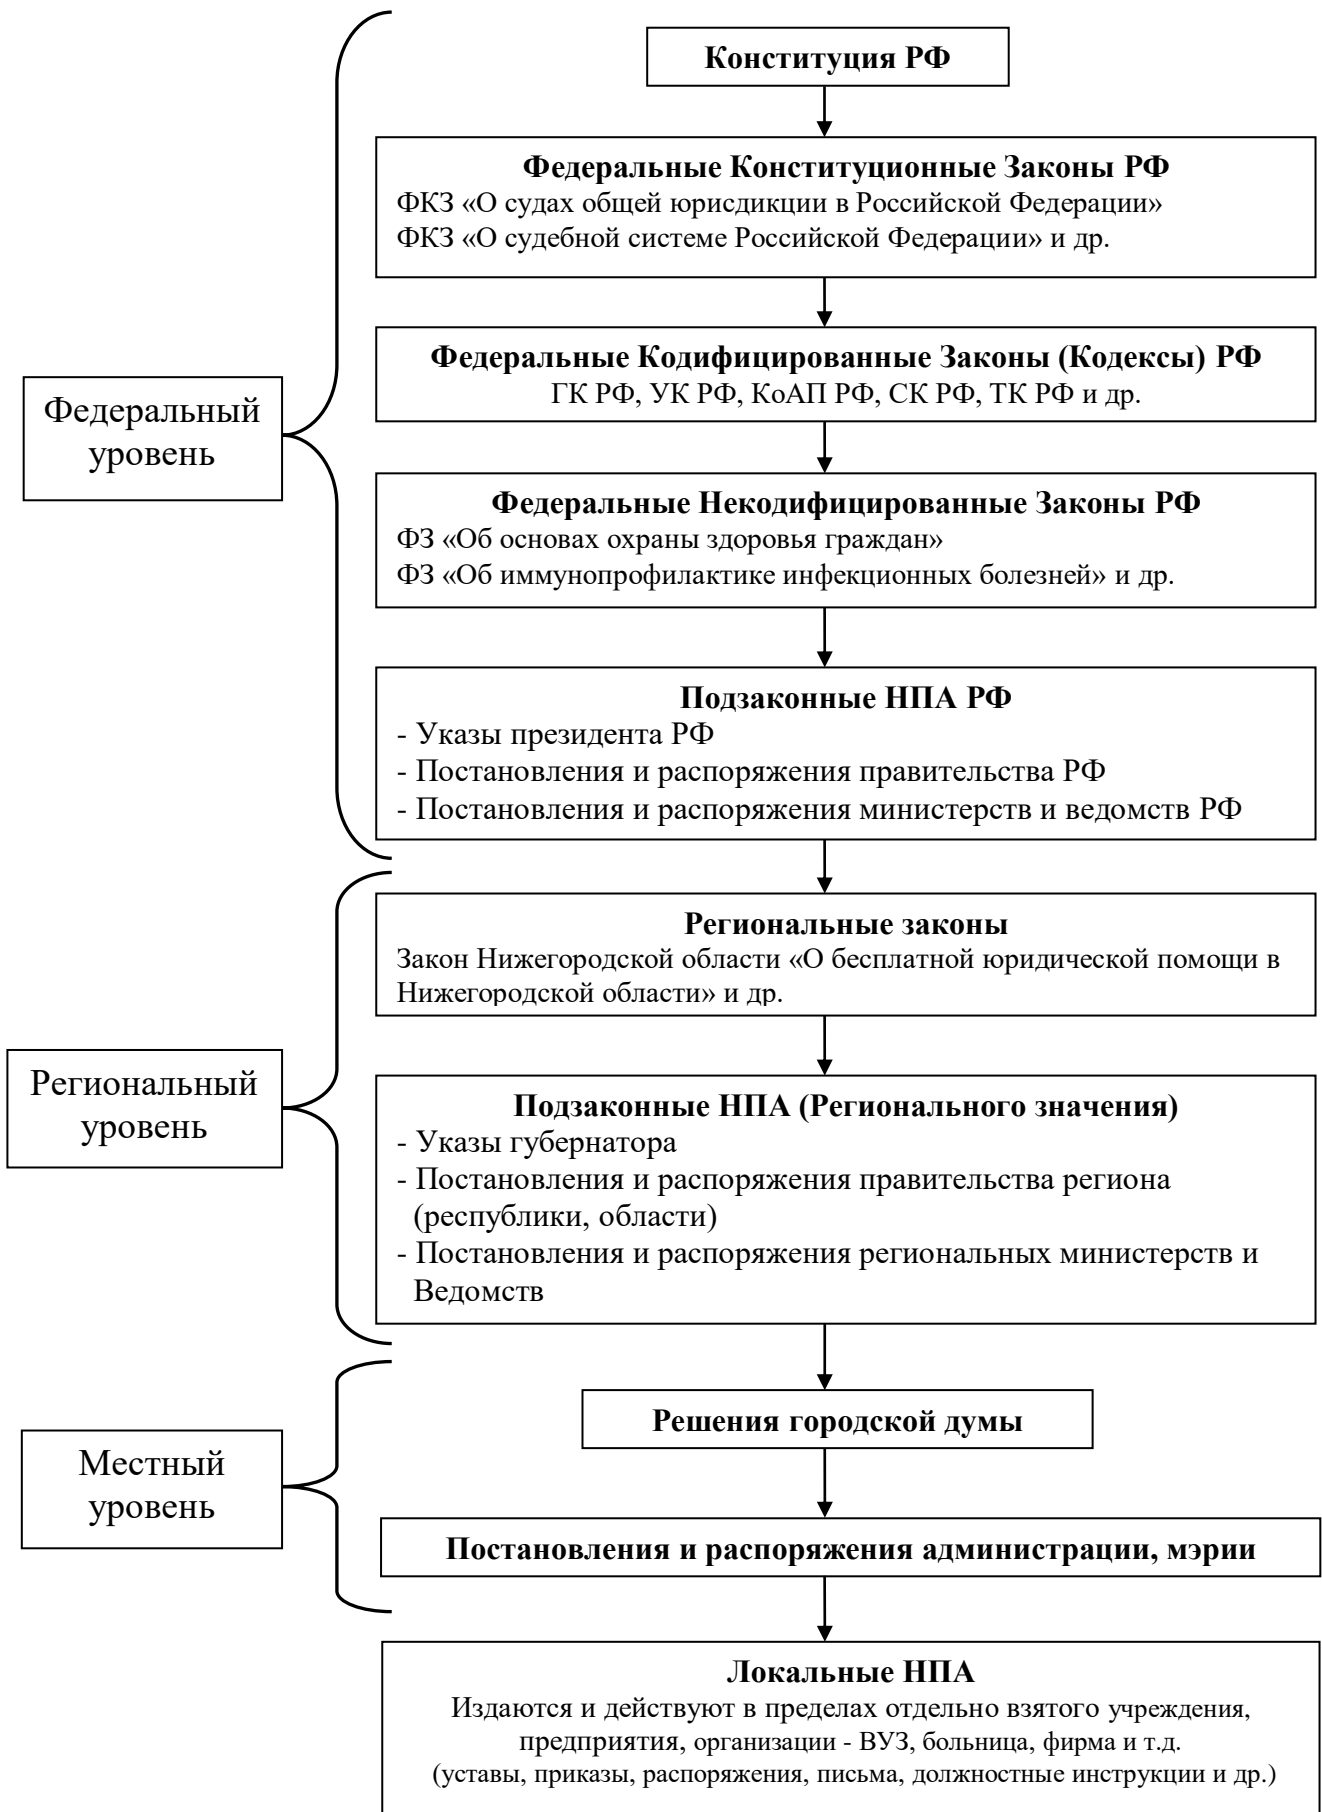 Конституция РФ
Федеральные Конституционные Законы РФ
ФКЗ «О судах общей юрисдикции в Российской Федерации»
ФКЗ «О судебной системе Российской Федерации» и др.
Федеральные Кодифицированные Законы (Кодексы) РФ
ГК РФ, УК РФ, КоАП РФ, СК РФ, ТК РФ и др.
Федеральный
уровень
Федеральные Некодифицированные Законы РФ
ФЗ «Об основах охраны здоровья граждан»
ФЗ «Об иммунопрофилактике инфекционных болезней» и др.
Подзаконные НПА РФ
- Указы президента РФ
- Постановления и распоряжения правительства РФ
- Постановления и распоряжения министерств и ведомств РФ
Региональные законы
Закон Нижегородской области «О бесплатной юридической помощи в
Нижегородской области» и др.
Региональный
уровень
Подзаконные НПА (Регионального значения)
- Указы губернатора
- Постановления и распоряжения правительства региона
(республики, области)
- Постановления и распоряжения региональных министерств и
Ведомств
Решения городской думы
Местный
уровень
Постановления и распоряжения администрации, мэрии
Локальные НПА
Издаются и действуют в пределах отдельно взятого учреждения,
предприятия, организации - ВУЗ, больница, фирма и т.д.
(уставы, приказы, распоряжения, письма, должностные инструкции и др.)